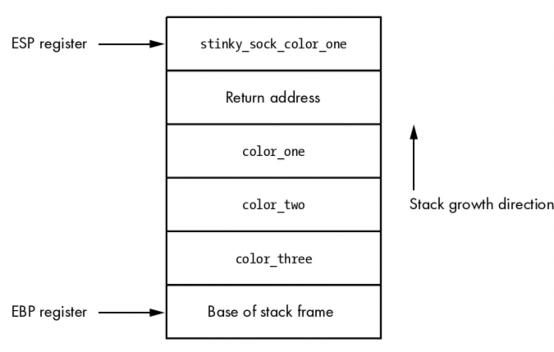 ESP register
stinky_sock_color_one
Return address
color_one
color_two
Stack growth direction
color_three
EBP register
Base of stack frame